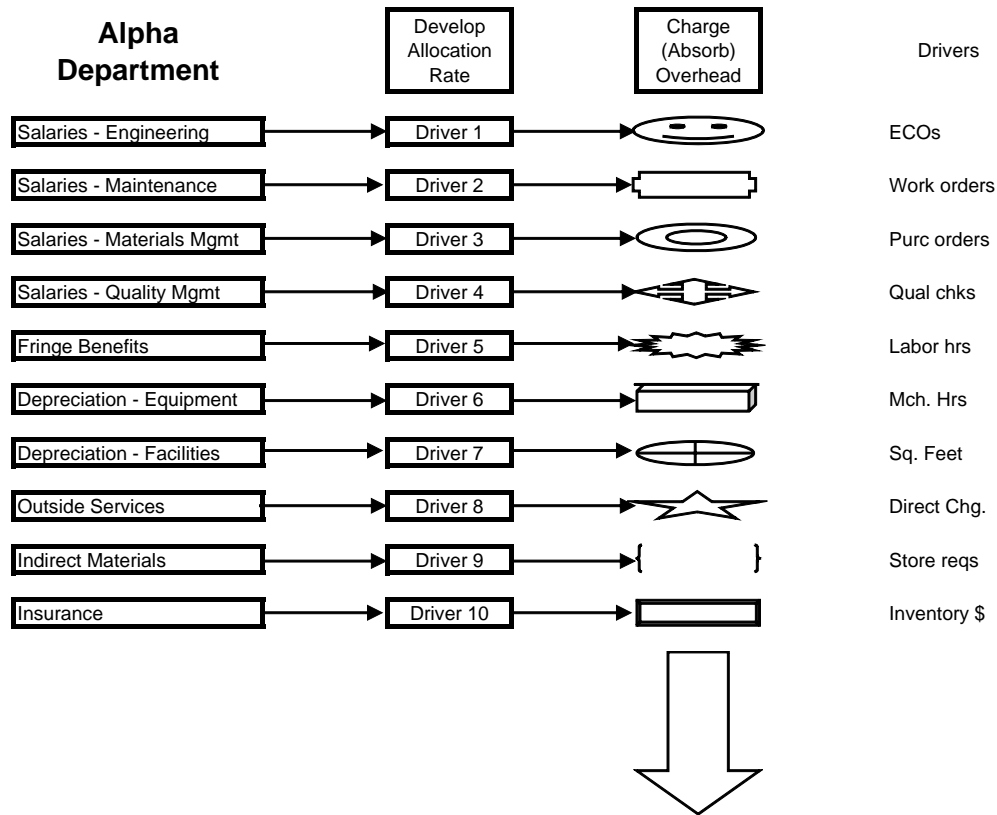 Alpha
Department
Develop
Allocation
Rate
Charge
(Absorb)
Overhead
Drivers
Salaries - Engineering Driver 1 ECOs
Salaries - Maintenance Driver 2 Work orders
Salaries - Materials Mgmt Driver 3 Purc orders
Salaries - Quality Mgmt Driver 4 Qual chks
Fringe Benefits Driver 5 Labor hrs
Depreciation - Equipment Driver 6 Mch. Hrs
Depreciation - Facilities Driver 7 Sq. Feet
Outside Services Driver 8 Direct Chg.
Indirect Materials Driver 9 Store reqs
Insurance Driver 10 Inventory $